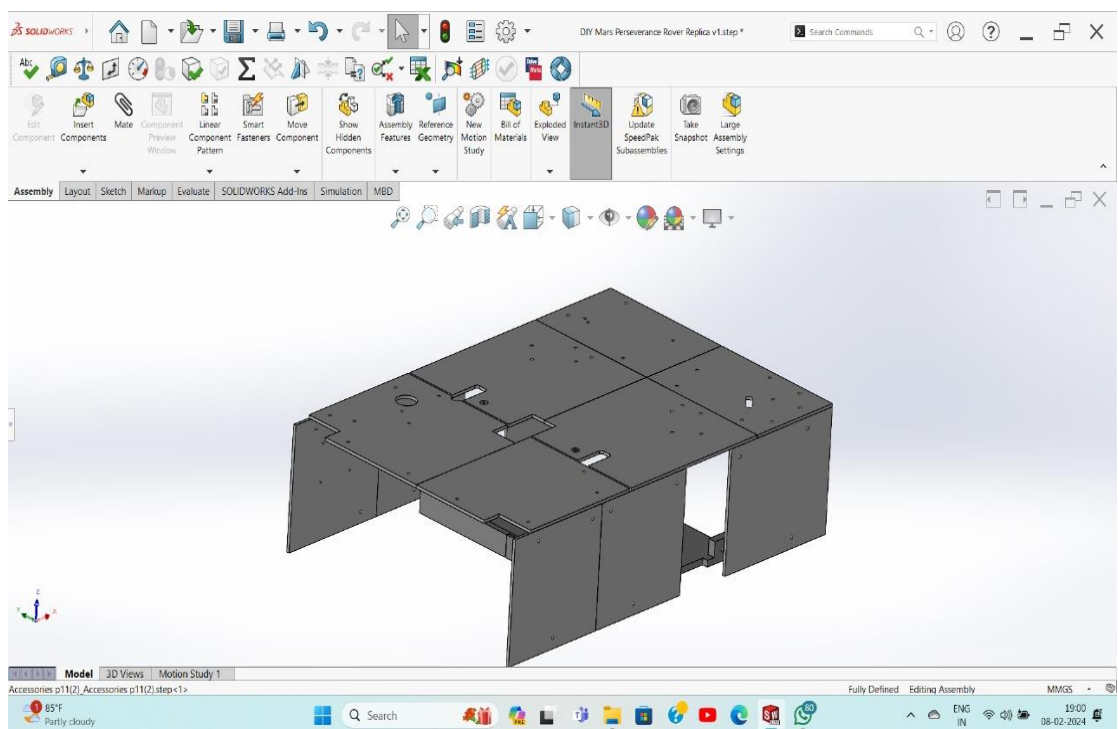 SOLIDWORKS
DIY Mars Perseverance Rover Replica v1.step *
Search Commands
Abc
Edit Component
Insert Components
Mate
Component Preview Window
Linear Component Pattern
Smart Fasteners
Move Component
Show Hidden Components
Assembly Features
Reference Geometry
New Motion Study
Bill of Materials
Exploded View
Instant3D
Update SpeedPak Subassemblies
Take Snapshot
Large Assembly Settings
Assembly Layout Sketch Markup Evaluate SOLIDWORKS Add-Ins Simulation MBD
Z
Y
X
Model 3D Views Motion Study 1
Accessories p11(2)_Accessories p11(2).step<1>
Fully Defined Editing Assembly MMGS
85°F
Partly cloudy
Search
PRE
SW
80
ENG
IN
19:00
08-02-2024